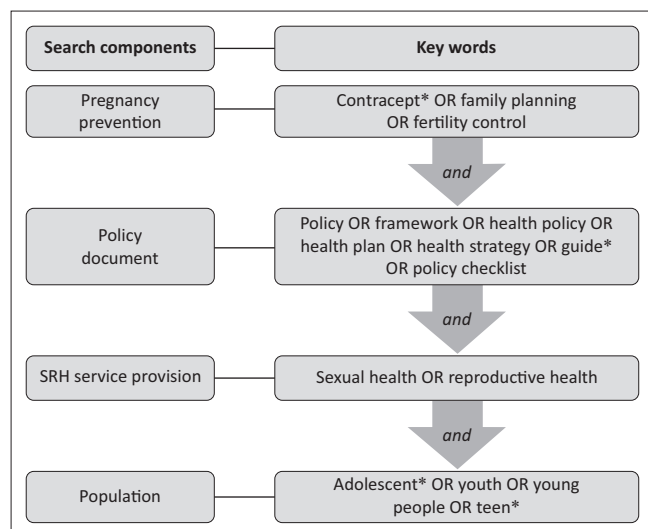 Search components
Key words
Pregnancy
prevention
Contracept* OR family planning
OR fertility control
and
Policy
document
Policy OR framework OR health policy OR
health plan OR health strategy OR guide*
OR policy checklist
and
SRH service provision
Sexual health OR reproductive health
and
Population
Adolescent* OR youth OR young
people OR teen*